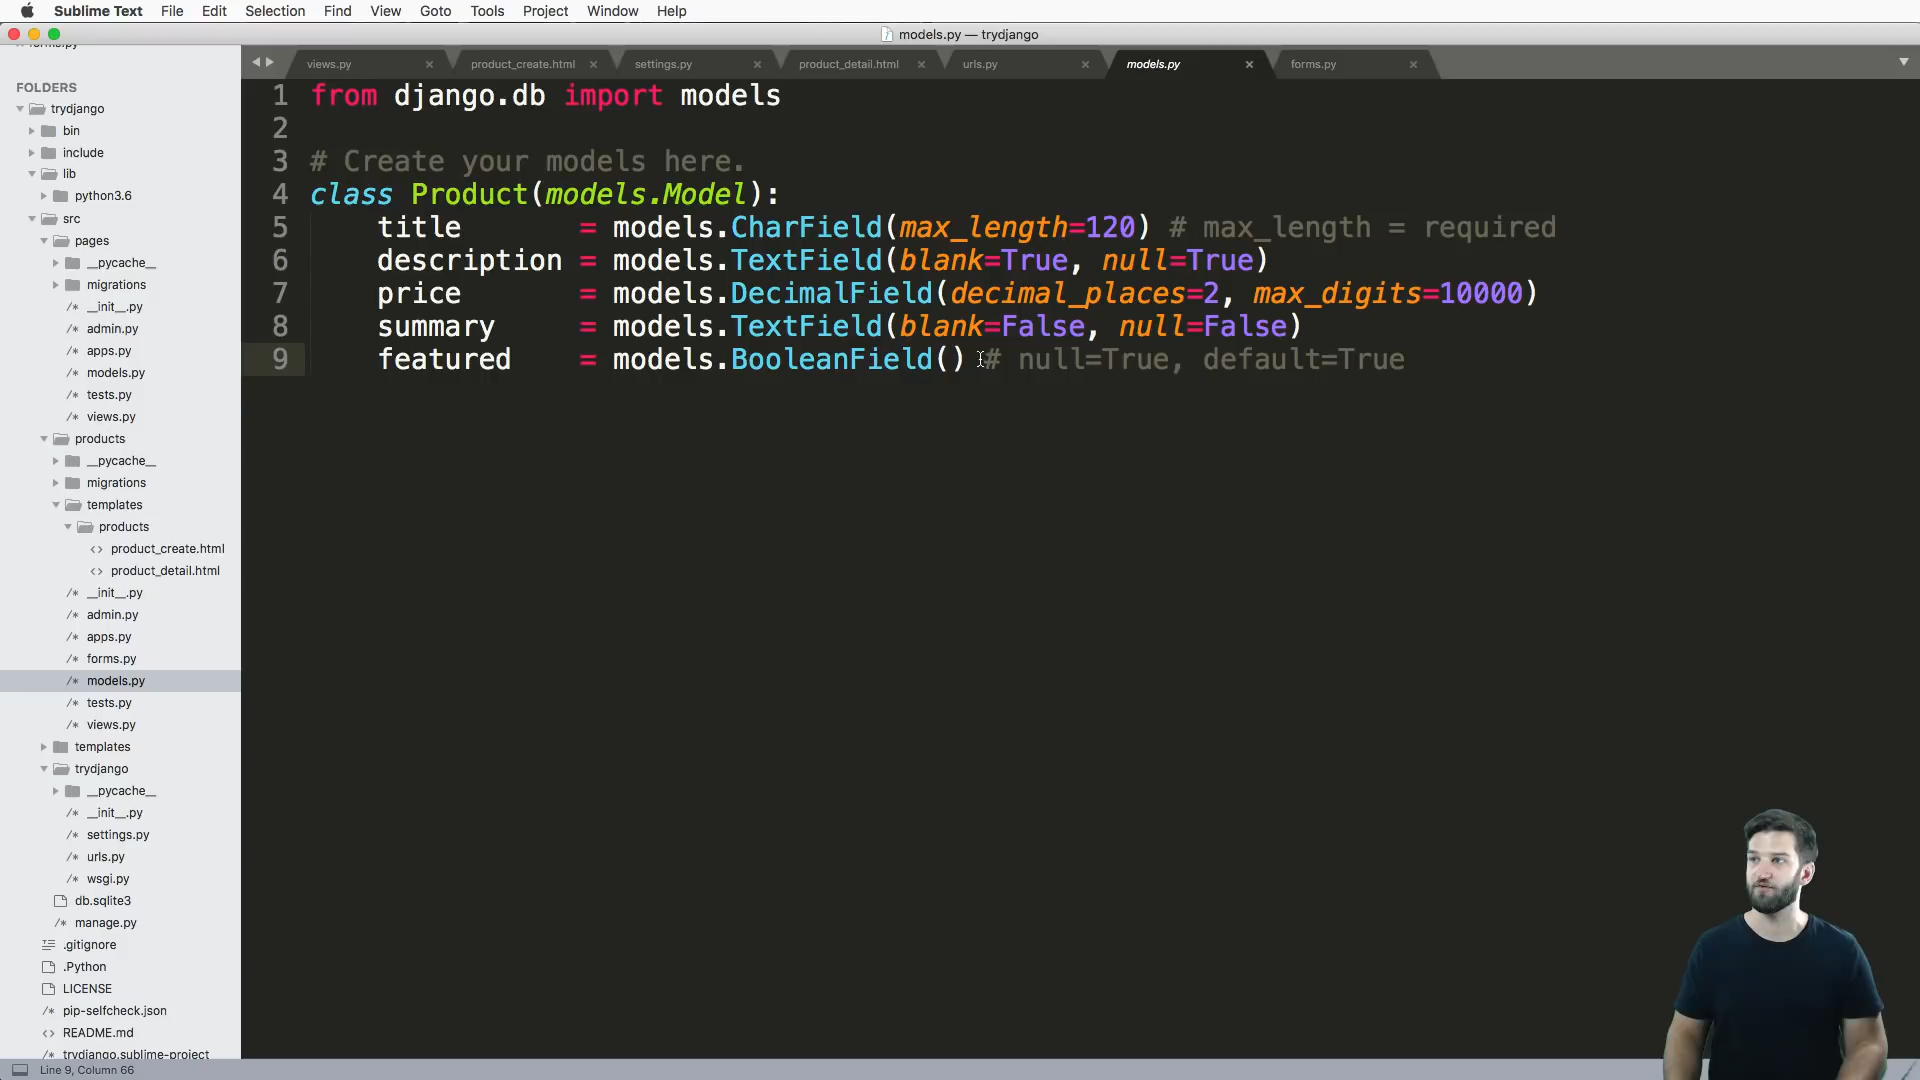 Sublime Text File Edit Selection Find View Goto Tools Project Window Help
models.py — trydjango
views.py × product_create.html × settings.py × product_detail.html × urls.py × models.py × forms.py ×
forms.py
FOLDERS
trydjango
bin
include
lib
python3.6
src
pages
__pycache__
migrations
__init__.py
admin.py
apps.py
models.py
tests.py
views.py
products
__pycache__
migrations
templates
products
product_create.html
product_detail.html
__init__.py
admin.py
apps.py
forms.py
models.py
tests.py
views.py
templates
trydjango
__pycache__
__init__.py
settings.py
urls.py
wsgi.py
db.sqlite3
manage.py
.gitignore
.Python
LICENSE
pip-selfcheck.json
README.md
trydjango.sublime-project
1 from django.db import models
2
3 # Create your models here.
4 class Product(models.Model):
5 title = models.CharField(max_length=120) # max_length = required
6 description = models.TextField(blank=True, null=True)
7 price = models.DecimalField(decimal_places=2, max_digits=10000)
8 summary = models.TextField(blank=False, null=False)
9 featured = models.BooleanField() # null=True, default=True
Line 9, Column 66